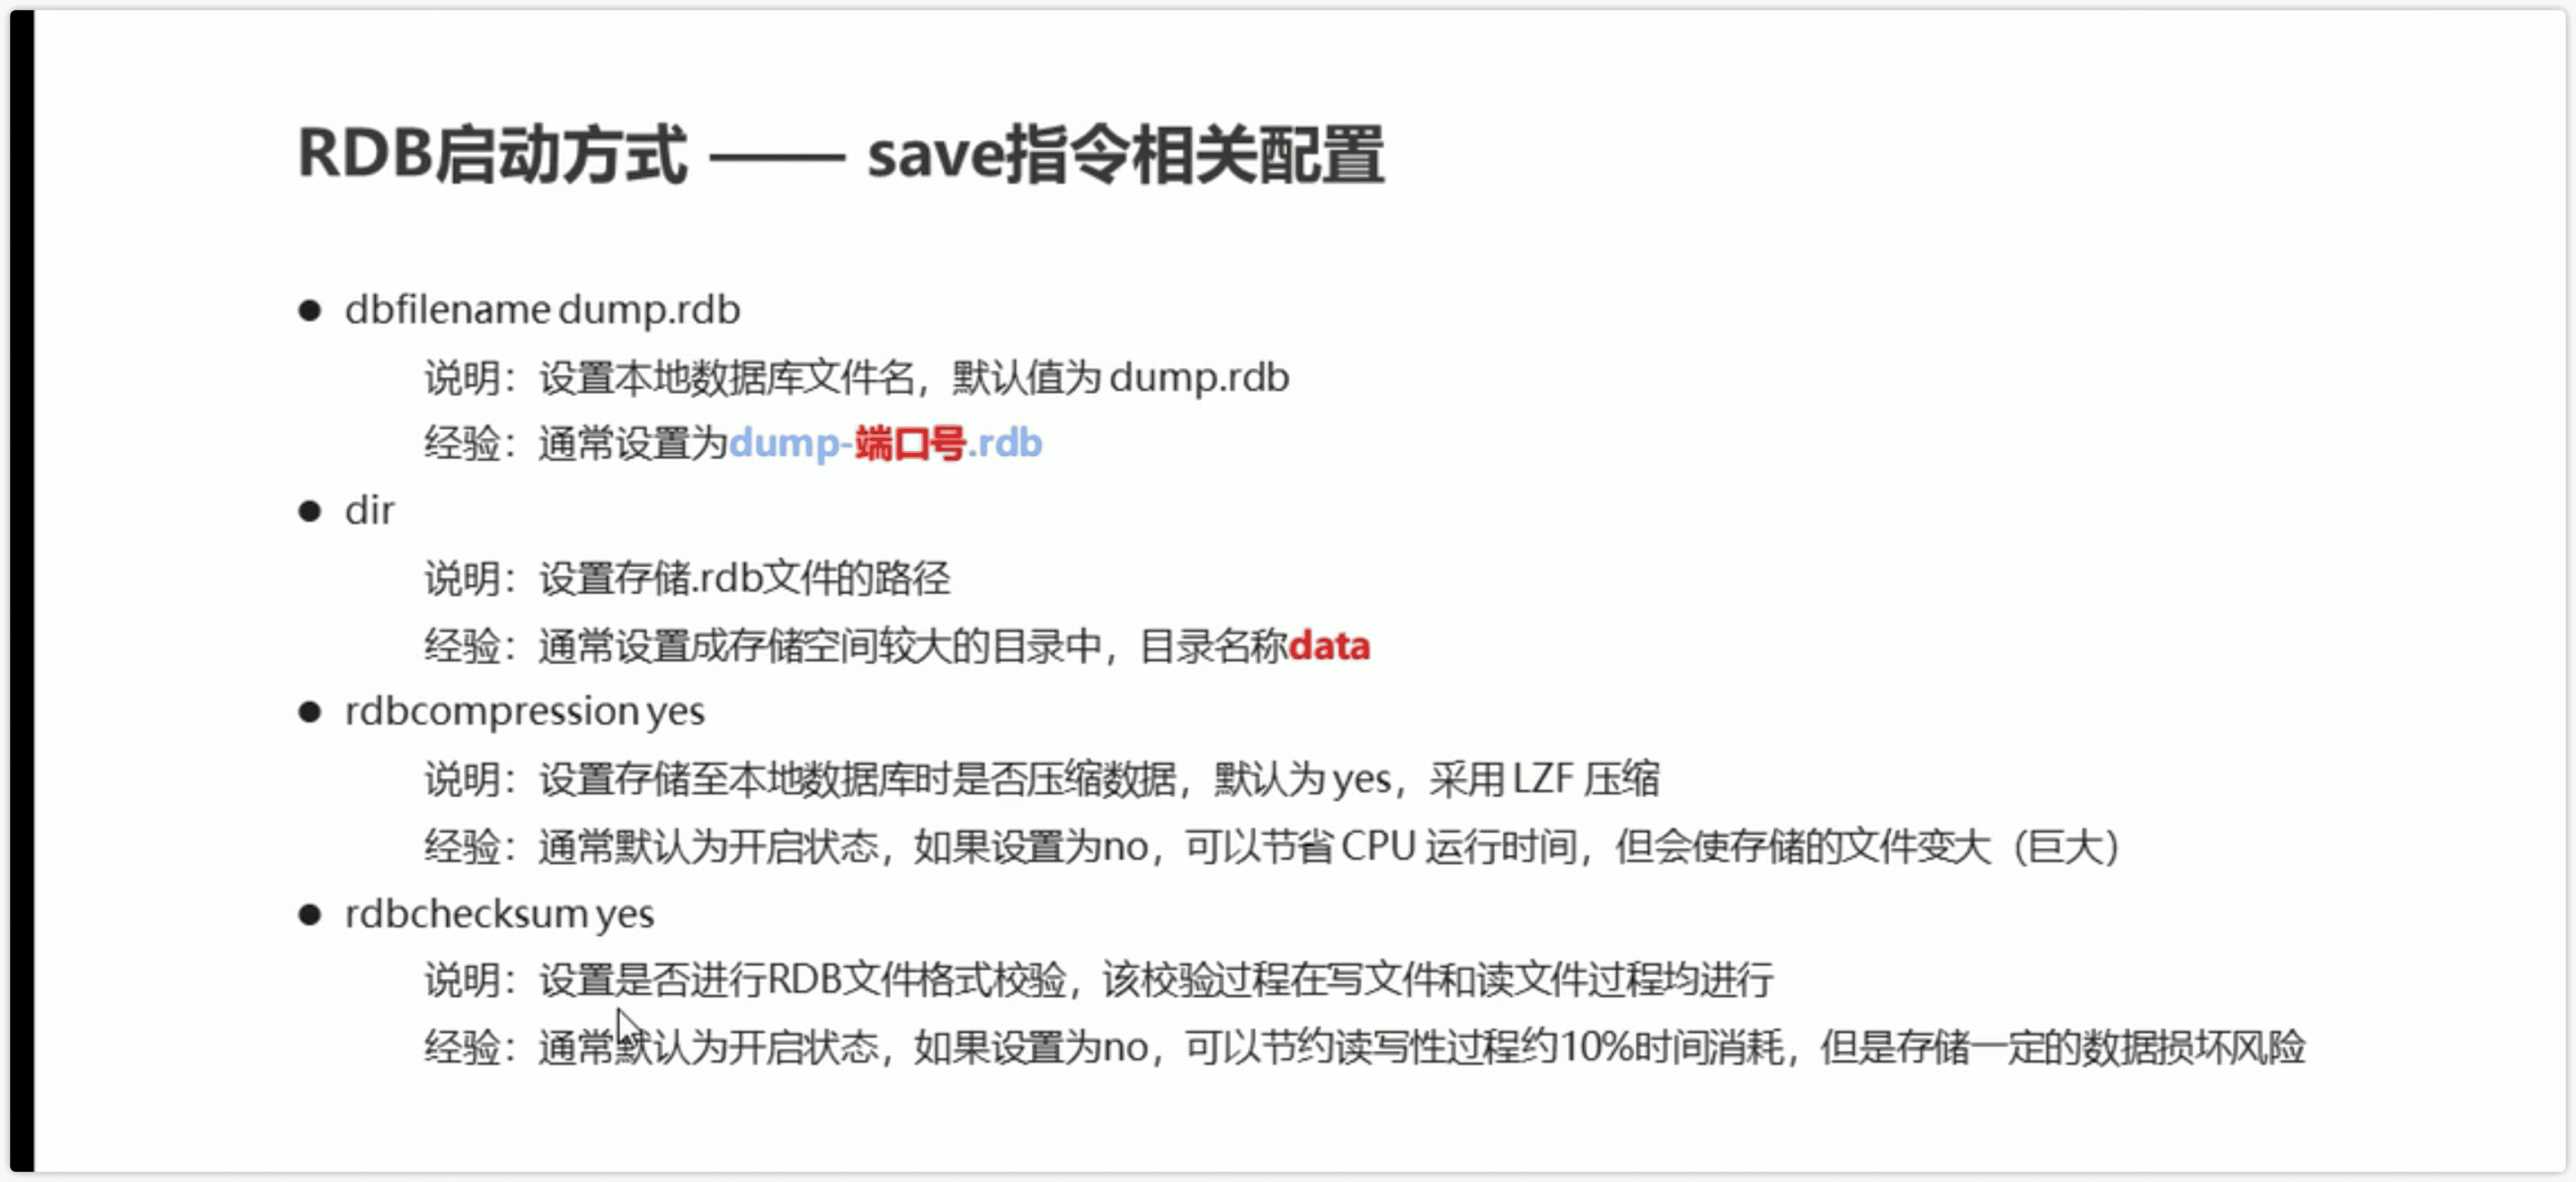 RDB启动方式 —— save指令相关配置
● dbfilename dump.rdb
说明：设置本地数据库文件名，默认值为 dump.rdb
经验：通常设置为dump-端口号.rdb
● dir
说明：设置存储.rdb文件的路径
经验：通常设置成存储空间较大的目录中，目录名称data
● rdbcompression yes
说明：设置存储至本地数据库时是否压缩数据，默认为 yes，采用 LZF 压缩
经验：通常默认为开启状态，如果设置为no，可以节省 CPU 运行时间，但会使存储的文件变大（巨大）
● rdbchecksum yes
说明：设置是否进行RDB文件格式校验，该校验过程在写文件和读文件过程均进行
经验：通常默认为开启状态，如果设置为no，可以节约读写性过程约10%时间消耗，但是存储一定的数据损坏风险